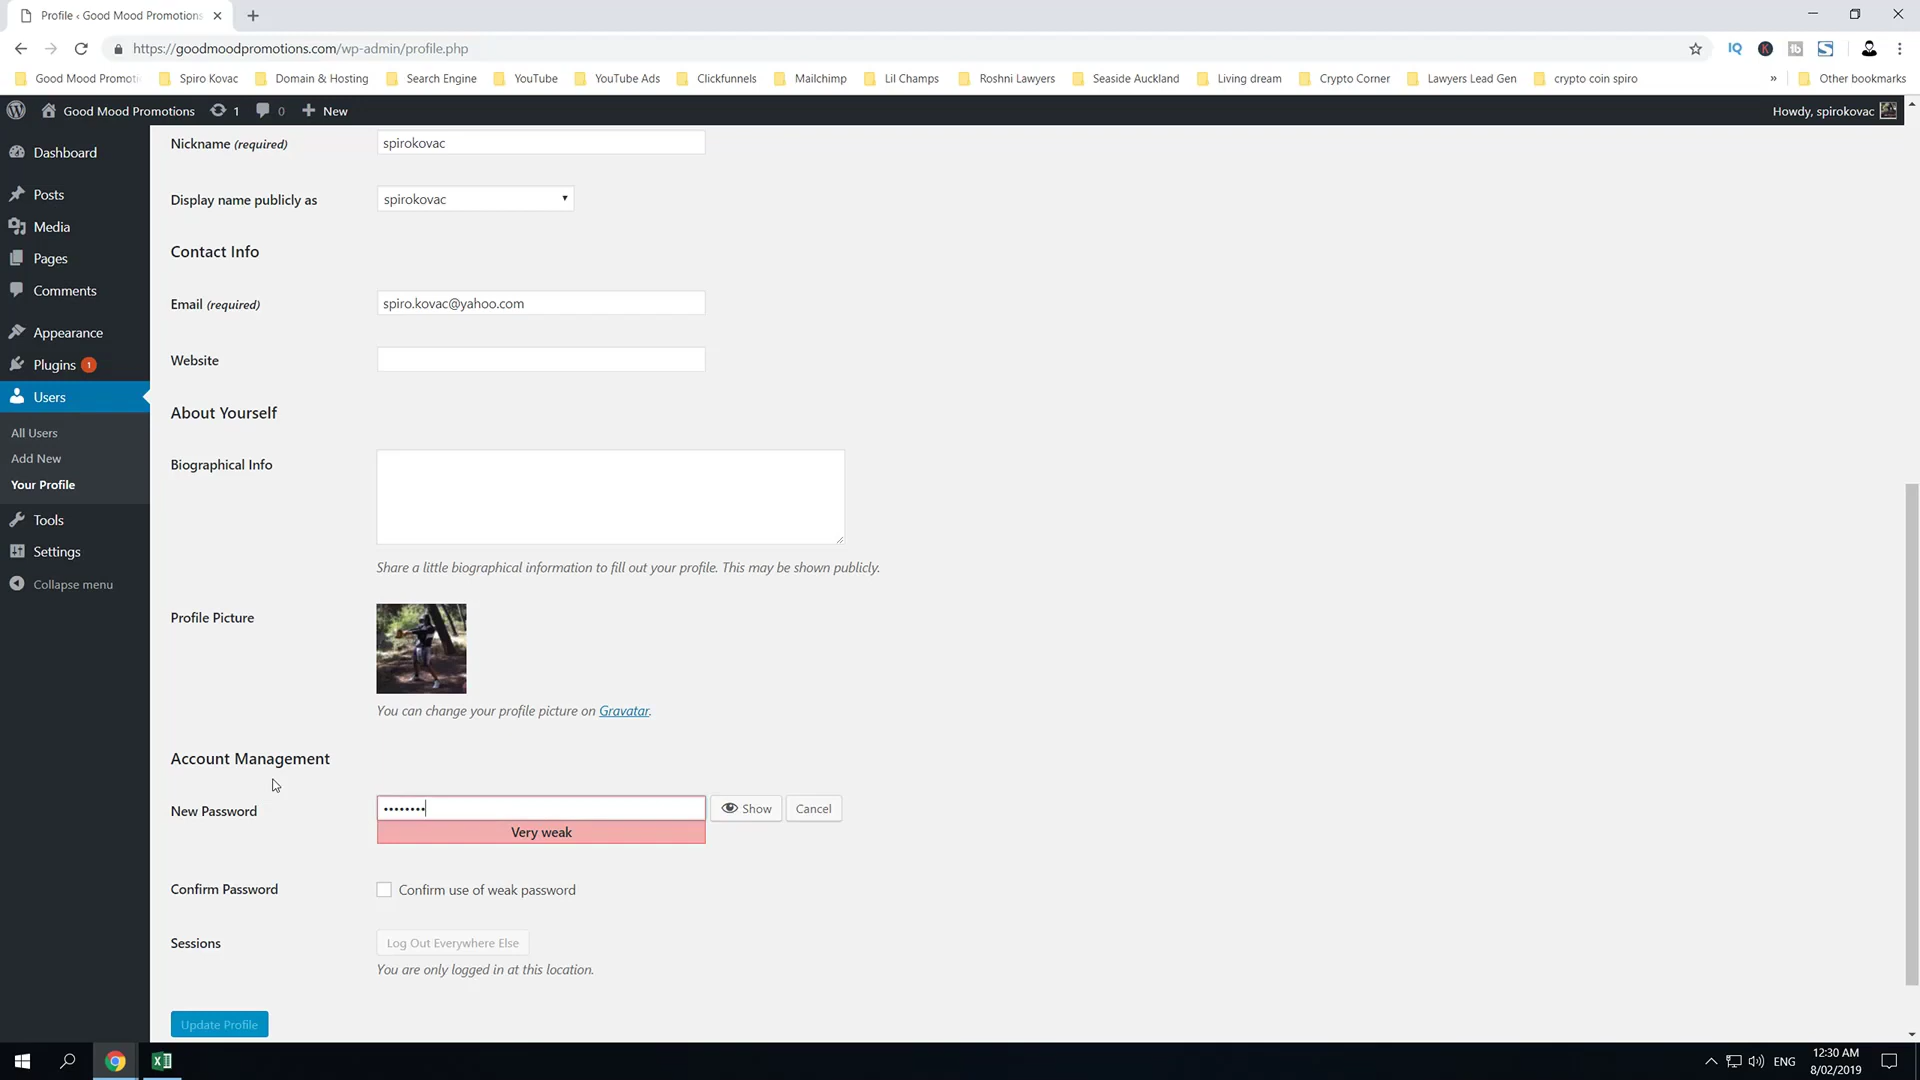 Profile ‹ Good Mood Promotions
https://goodmoodpromotions.com/wp-admin/profile.php
IQ K tb S
Good Mood Promoti Spiro Kovac Domain & Hosting Search Engine YouTube YouTube Ads Clickfunnels Mailchimp Lil Champs Roshni Lawyers Seaside Auckland Living dream Crypto Corner Lawyers Lead Gen crypto coin spiro » Other bookmarks
Good Mood Promotions 1 0 New Howdy, spirokovac
Dashboard
Posts
Media
Pages
Comments
Appearance
Plugins 1
Users
All Users
Add New
Your Profile
Tools
Settings
Collapse menu
Nickname (required) spirokovac
Display name publicly as spirokovac
Contact Info
Email (required) spiro.kovac@yahoo.com
Website
About Yourself
Biographical Info
Share a little biographical information to fill out your profile. This may be shown publicly.
Profile Picture
You can change your profile picture on Gravatar.
Account Management
New Password •••••••• Show Cancel
Very weak
Confirm Password Confirm use of weak password
Sessions Log Out Everywhere Else
You are only logged in at this location.
Update Profile
ENG 12:30 AM
8/02/2019